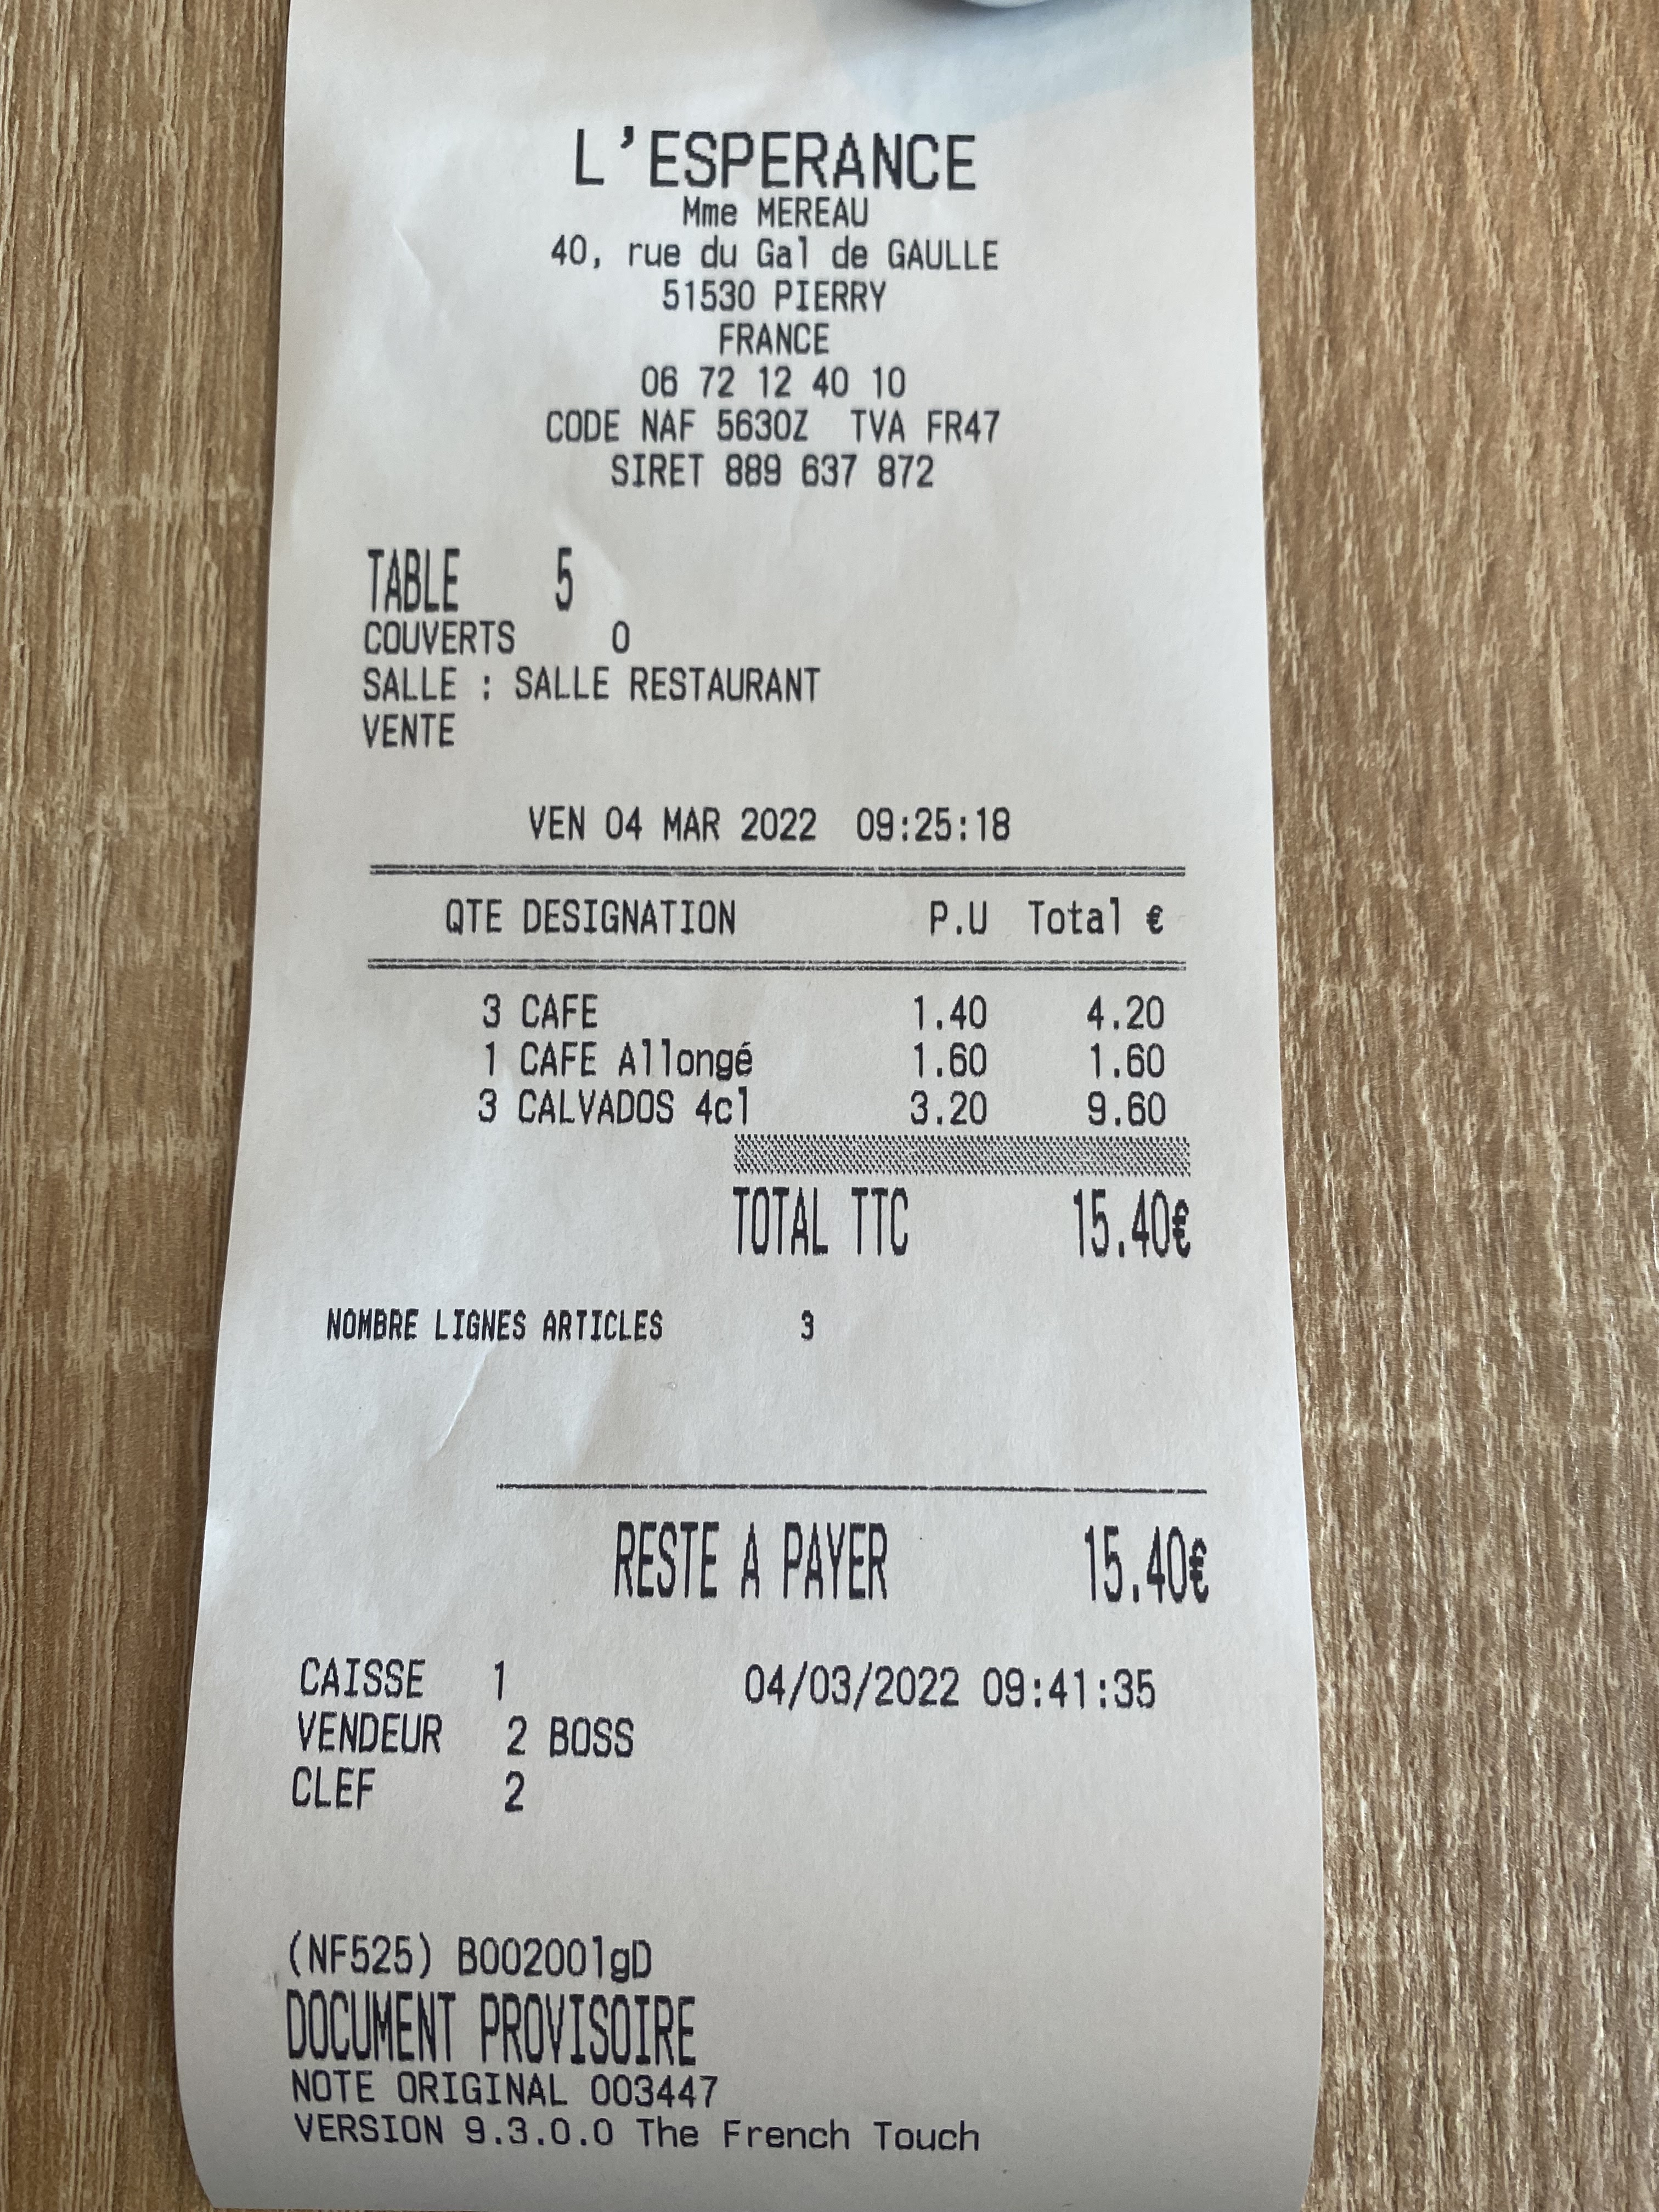 L'ESPERANCE
Mme MEREAU
40, rue du Gal de GAULLE
51530 PIERRY
FRANCE
06 72 12 40 10
CODE NAF 5630Z TVA FR47
SIRET 889 637 872
TABLE 5
COUVERTS 0
SALLE : SALLE RESTAURANT
VENTE
VEN 04 MAR 2022 09:25:18
QTE DESIGNATION P.U Total €
3 CAFE 1.40 4.20
1 CAFE Allongé 1.60 1.60
3 CALVADOS 4cl 3.20 9.60
TOTAL TTC 15.40€
NOMBRE LIGNES ARTICLES 3
RESTE A PAYER 15.40€
CAISSE 1 04/03/2022 09:41:35
VENDEUR 2 BOSS
CLEF 2
(NF525) B002001gD
DOCUMENT PROVISOIRE
NOTE ORIGINAL 003447
VERSION 9.3.0.0 The French Touch